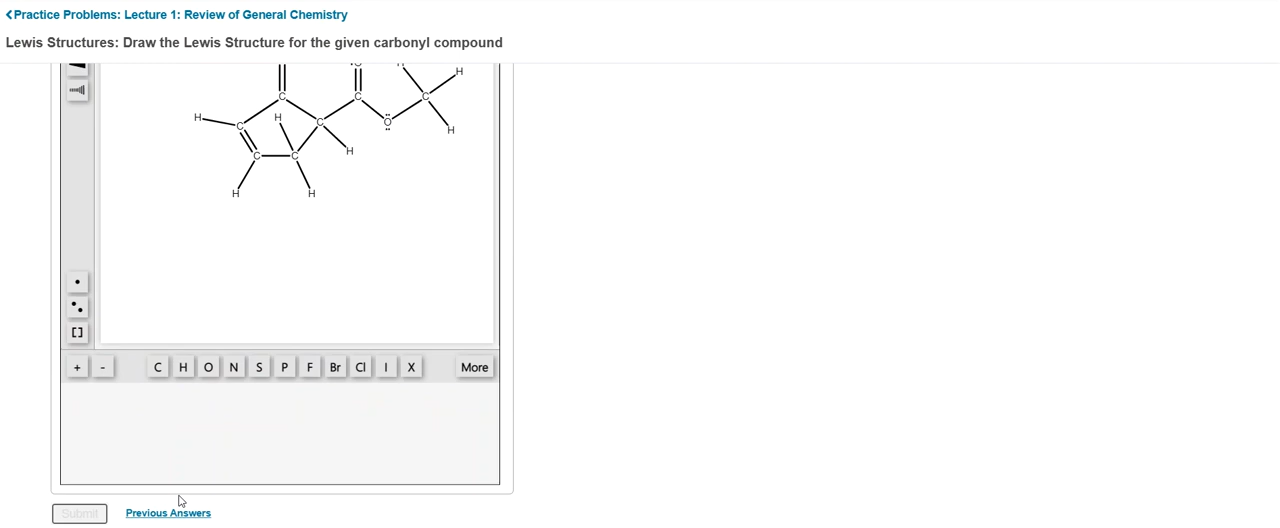 <Practice Problems: Lecture 1: Review of General Chemistry
Lewis Structures: Draw the Lewis Structure for the given carbonyl compound
H
C C C
H H C C O
C C H H
H H
[ ]
+ - C H O N S P F Br Cl I X More
Submit Previous Answers